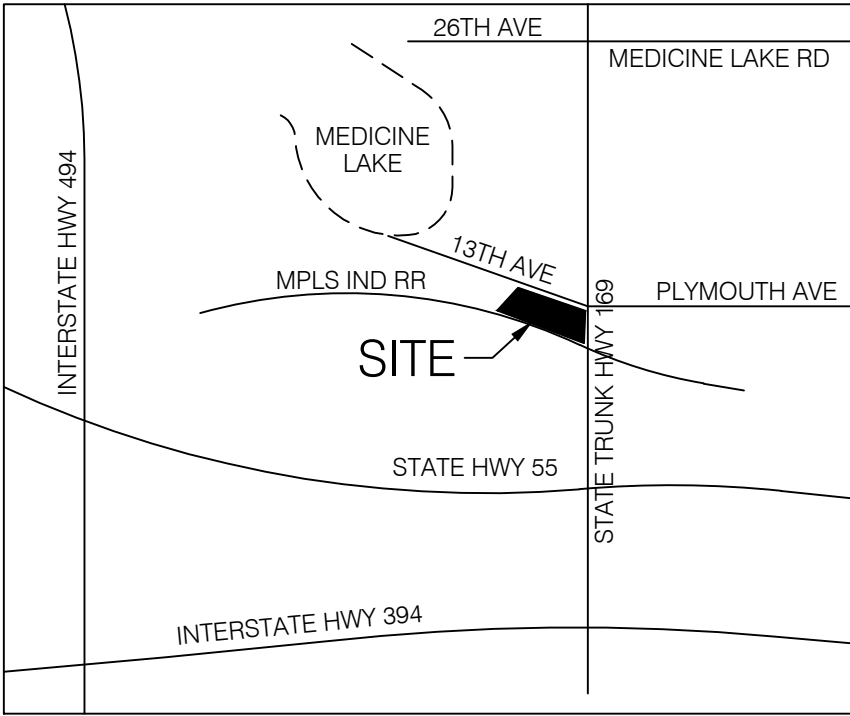 26TH AVE
MEDICINE LAKE RD
MEDICINE
LAKE
INTERSTATE HWY 494
13TH AVE
MPLS IND RR
PLYMOUTH AVE
SITE
STATE TRUNK HWY 169
STATE HWY 55
INTERSTATE HWY 394